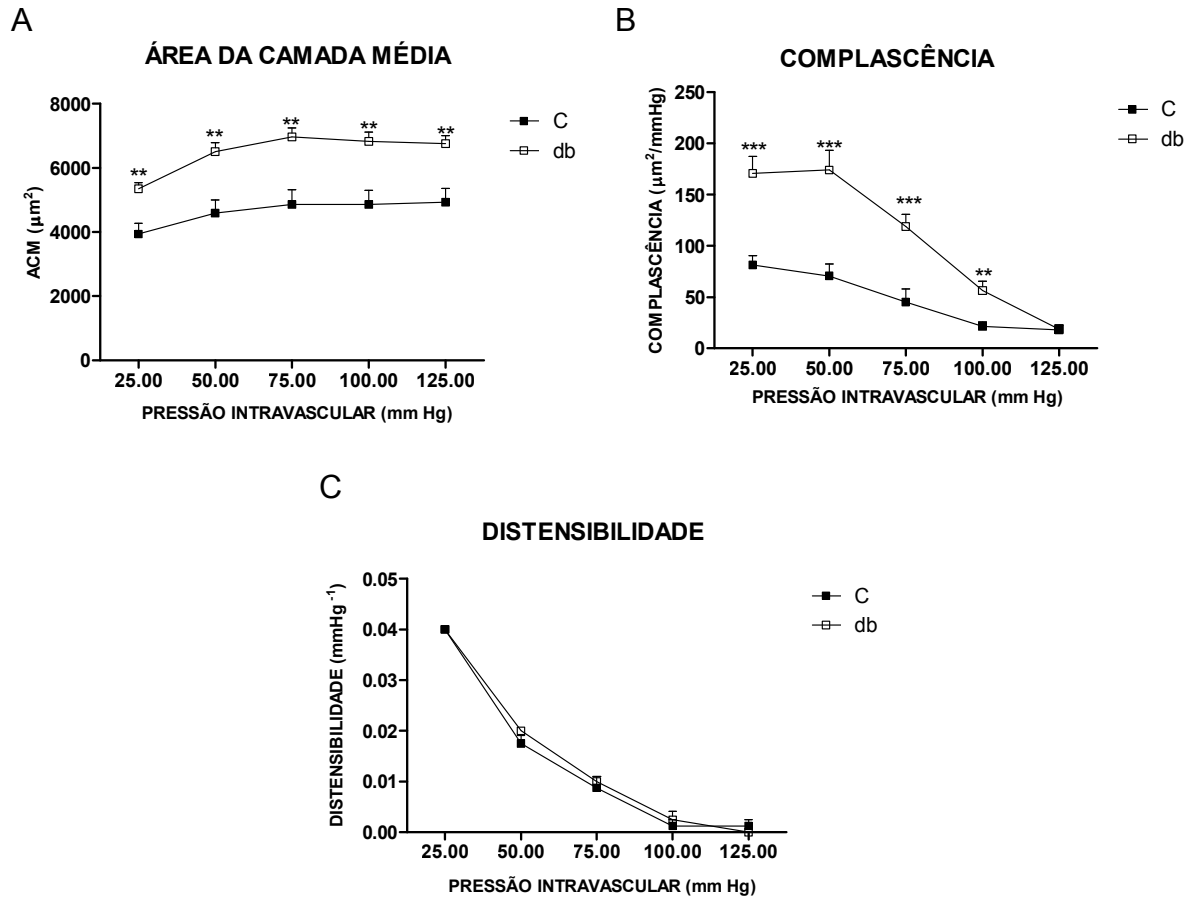 A
ÁREA DA CAMADA MÉDIA
8000
6000
4000
2000
0
ACM (µm²)
**
**
**
**
**
C
db
25.00 50.00 75.00 100.00 125.00
PRESSÃO INTRAVASCULAR (mm Hg)
B
COMPLASCÊNCIA
250
200
150
100
50
0
COMPLASCÊNCIA (µm²/mmHg)
***
***
***
**
C
db
25.00 50.00 75.00 100.00 125.00
PRESSÃO INTRAVASCULAR (mm Hg)
C
DISTENSIBILIDADE
0.05
0.04
0.03
0.02
0.01
0.00
DISTENSIBILIDADE (mmHg⁻¹)
C
db
25.00 50.00 75.00 100.00 125.00
PRESSÃO INTRAVASCULAR (mm Hg)